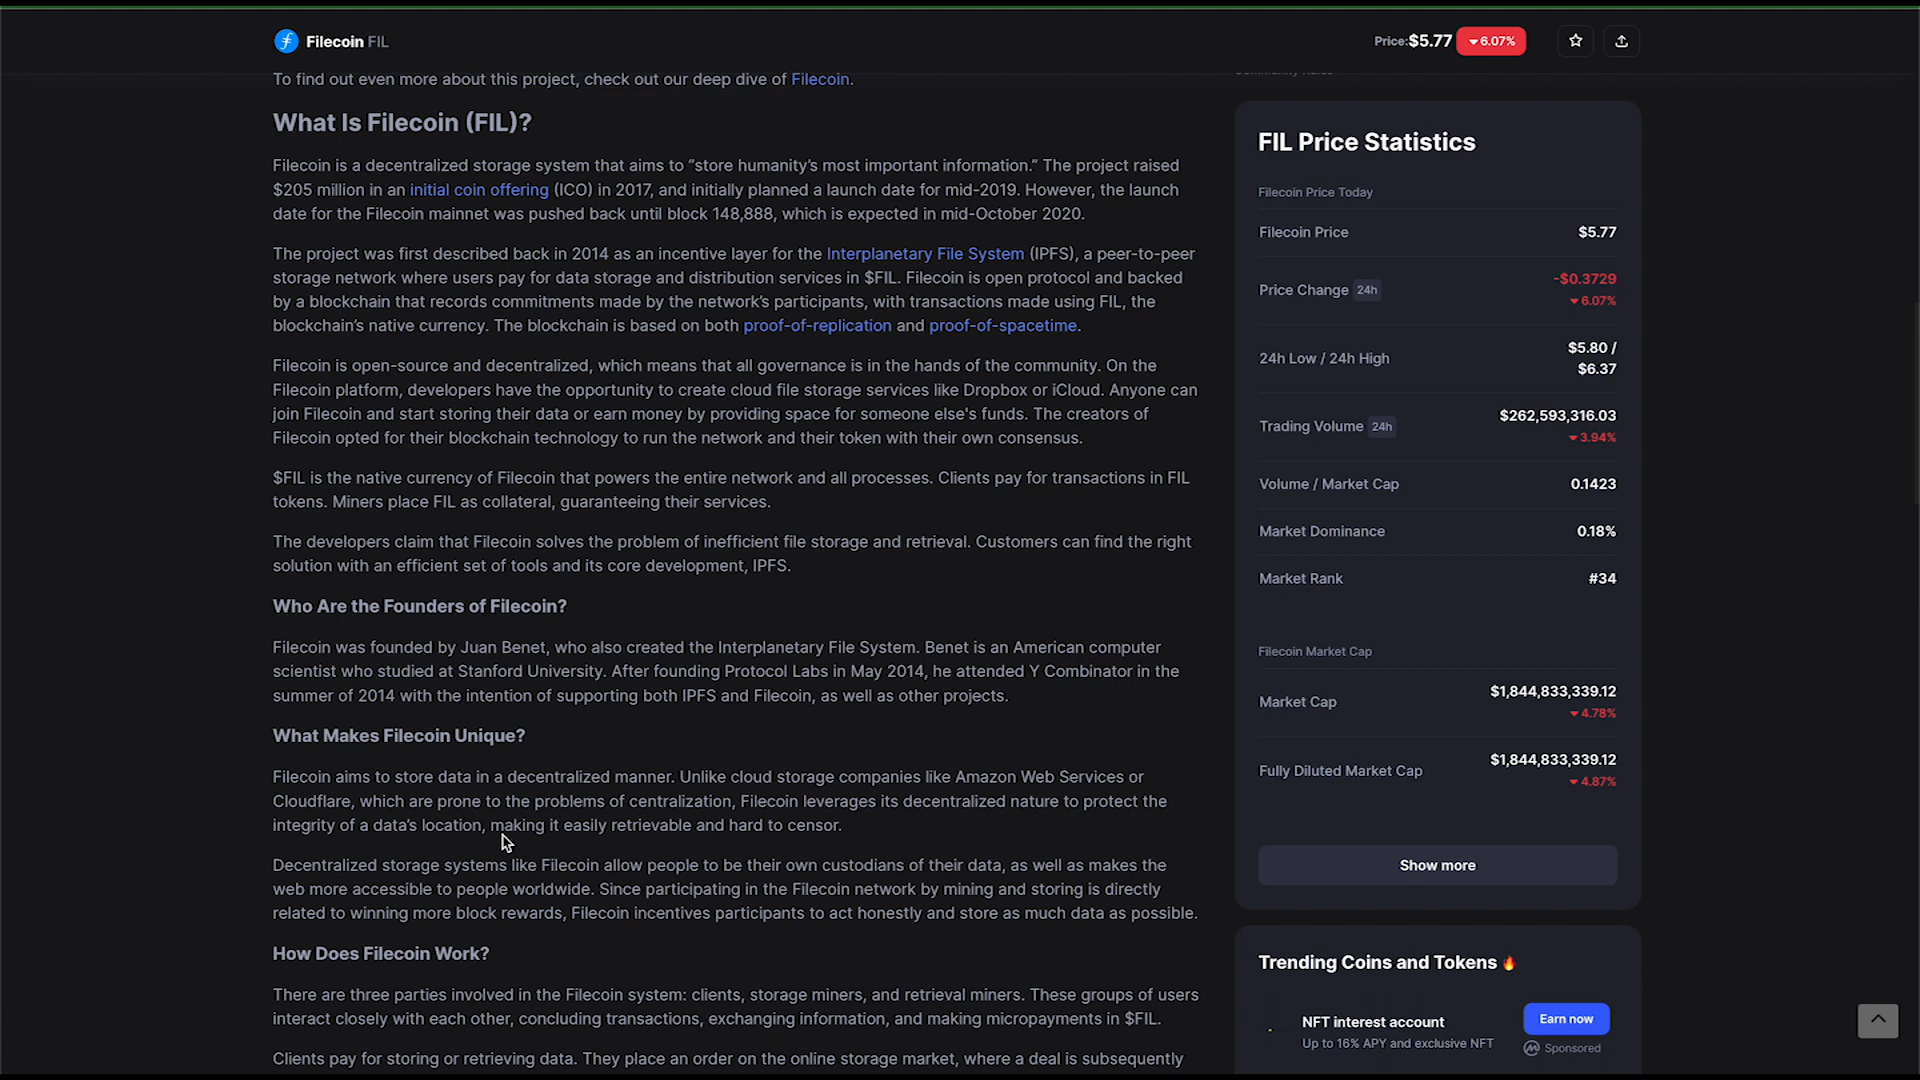 Filecoin FIL
Price:$5.77 6.07%
To find out even more about this project, check out our deep dive of Filecoin.
What Is Filecoin (FIL)?
Filecoin is a decentralized storage system that aims to “store humanity’s most important information.” The project raised
$205 million in an initial coin offering (ICO) in 2017, and initially planned a launch date for mid-2019. However, the launch
date for the Filecoin mainnet was pushed back until block 148,888, which is expected in mid-October 2020.
The project was first described back in 2014 as an incentive layer for the Interplanetary File System (IPFS), a peer-to-peer
storage network where users pay for data storage and distribution services in $FIL. Filecoin is open protocol and backed
by a blockchain that records commitments made by the network’s participants, with transactions made using FIL, the
blockchain’s native currency. The blockchain is based on both proof-of-replication and proof-of-spacetime.
Filecoin is open-source and decentralized, which means that all governance is in the hands of the community. On the
Filecoin platform, developers have the opportunity to create cloud file storage services like Dropbox or iCloud. Anyone can
join Filecoin and start storing their data or earn money by providing space for someone else's funds. The creators of
Filecoin opted for their blockchain technology to run the network and their token with their own consensus.
$FIL is the native currency of Filecoin that powers the entire network and all processes. Clients pay for transactions in FIL
tokens. Miners place FIL as collateral, guaranteeing their services.
The developers claim that Filecoin solves the problem of inefficient file storage and retrieval. Customers can find the right
solution with an efficient set of tools and its core development, IPFS.
Who Are the Founders of Filecoin?
Filecoin was founded by Juan Benet, who also created the Interplanetary File System. Benet is an American computer
scientist who studied at Stanford University. After founding Protocol Labs in May 2014, he attended Y Combinator in the
summer of 2014 with the intention of supporting both IPFS and Filecoin, as well as other projects.
What Makes Filecoin Unique?
Filecoin aims to store data in a decentralized manner. Unlike cloud storage companies like Amazon Web Services or
Cloudflare, which are prone to the problems of centralization, Filecoin leverages its decentralized nature to protect the
integrity of a data’s location, making it easily retrievable and hard to censor.
Decentralized storage systems like Filecoin allow people to be their own custodians of their data, as well as makes the
web more accessible to people worldwide. Since participating in the Filecoin network by mining and storing is directly
related to winning more block rewards, Filecoin incentives participants to act honestly and store as much data as possible.
How Does Filecoin Work?
There are three parties involved in the Filecoin system: clients, storage miners, and retrieval miners. These groups of users
interact closely with each other, concluding transactions, exchanging information, and making micropayments in $FIL.
Clients pay for storing or retrieving data. They place an order on the online storage market, where a deal is subsequently
FIL Price Statistics
Filecoin Price Today
Filecoin Price $5.77
Price Change 24h -$0.3729
6.07%
24h Low / 24h High $5.80 /
$6.37
Trading Volume 24h $262,593,316.03
3.94%
Volume / Market Cap 0.1423
Market Dominance 0.18%
Market Rank #34
Filecoin Market Cap
Market Cap $1,844,833,339.12
4.78%
Fully Diluted Market Cap $1,844,833,339.12
4.87%
Show more
Trending Coins and Tokens
NFT interest account
Up to 16% APY and exclusive NFT
Earn now
Sponsored